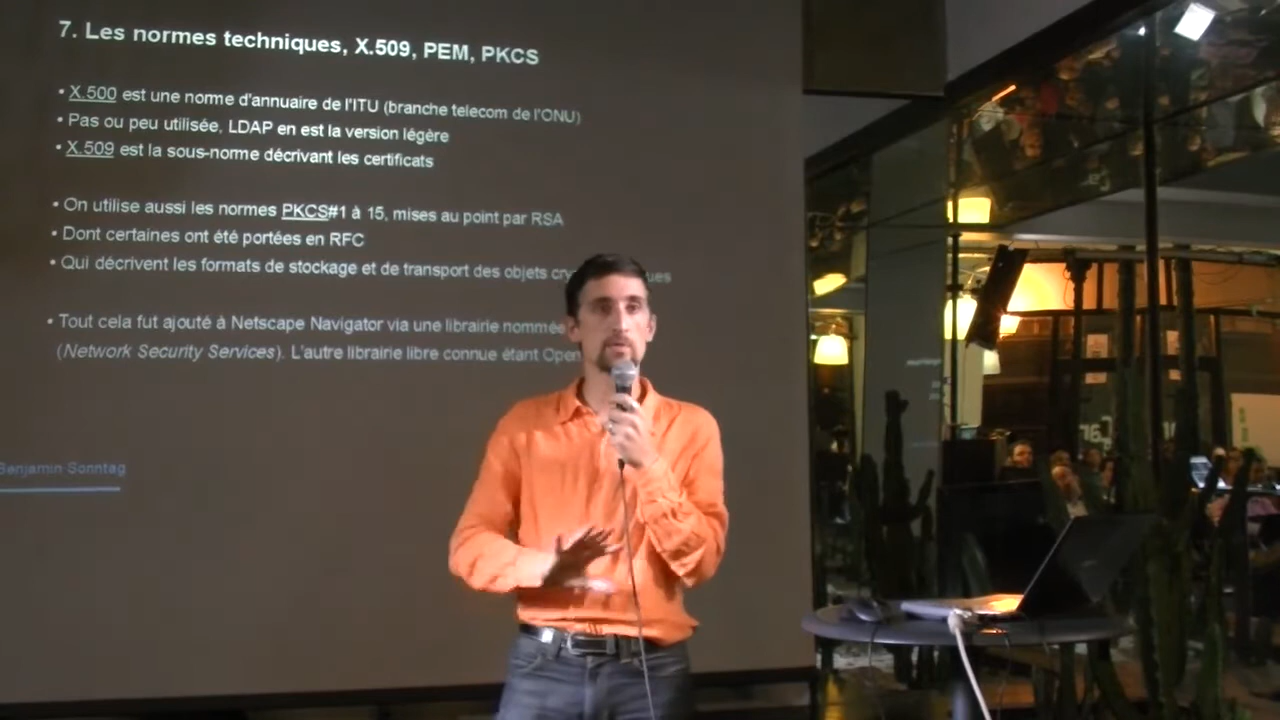 7. Les normes techniques, X.509, PEM, PKCS
• X.500 est une norme d'annuaire de l'ITU (branche telecom de l'ONU)
• Pas ou peu utilisée, LDAP en est la version légère
• X.509 est la sous-norme décrivant les certificats
• On utilise aussi les normes PKCS#1 à 15, mises au point par RSA
• Dont certaines ont été portées en RFC
• Qui décrivent les formats de stockage et de transport des objets
• Tout cela fut ajouté à Netscape Navigator via une librairie nommée
(Network Security Services). L'autre librairie libre connue étant Open
Benjamin Sonntag